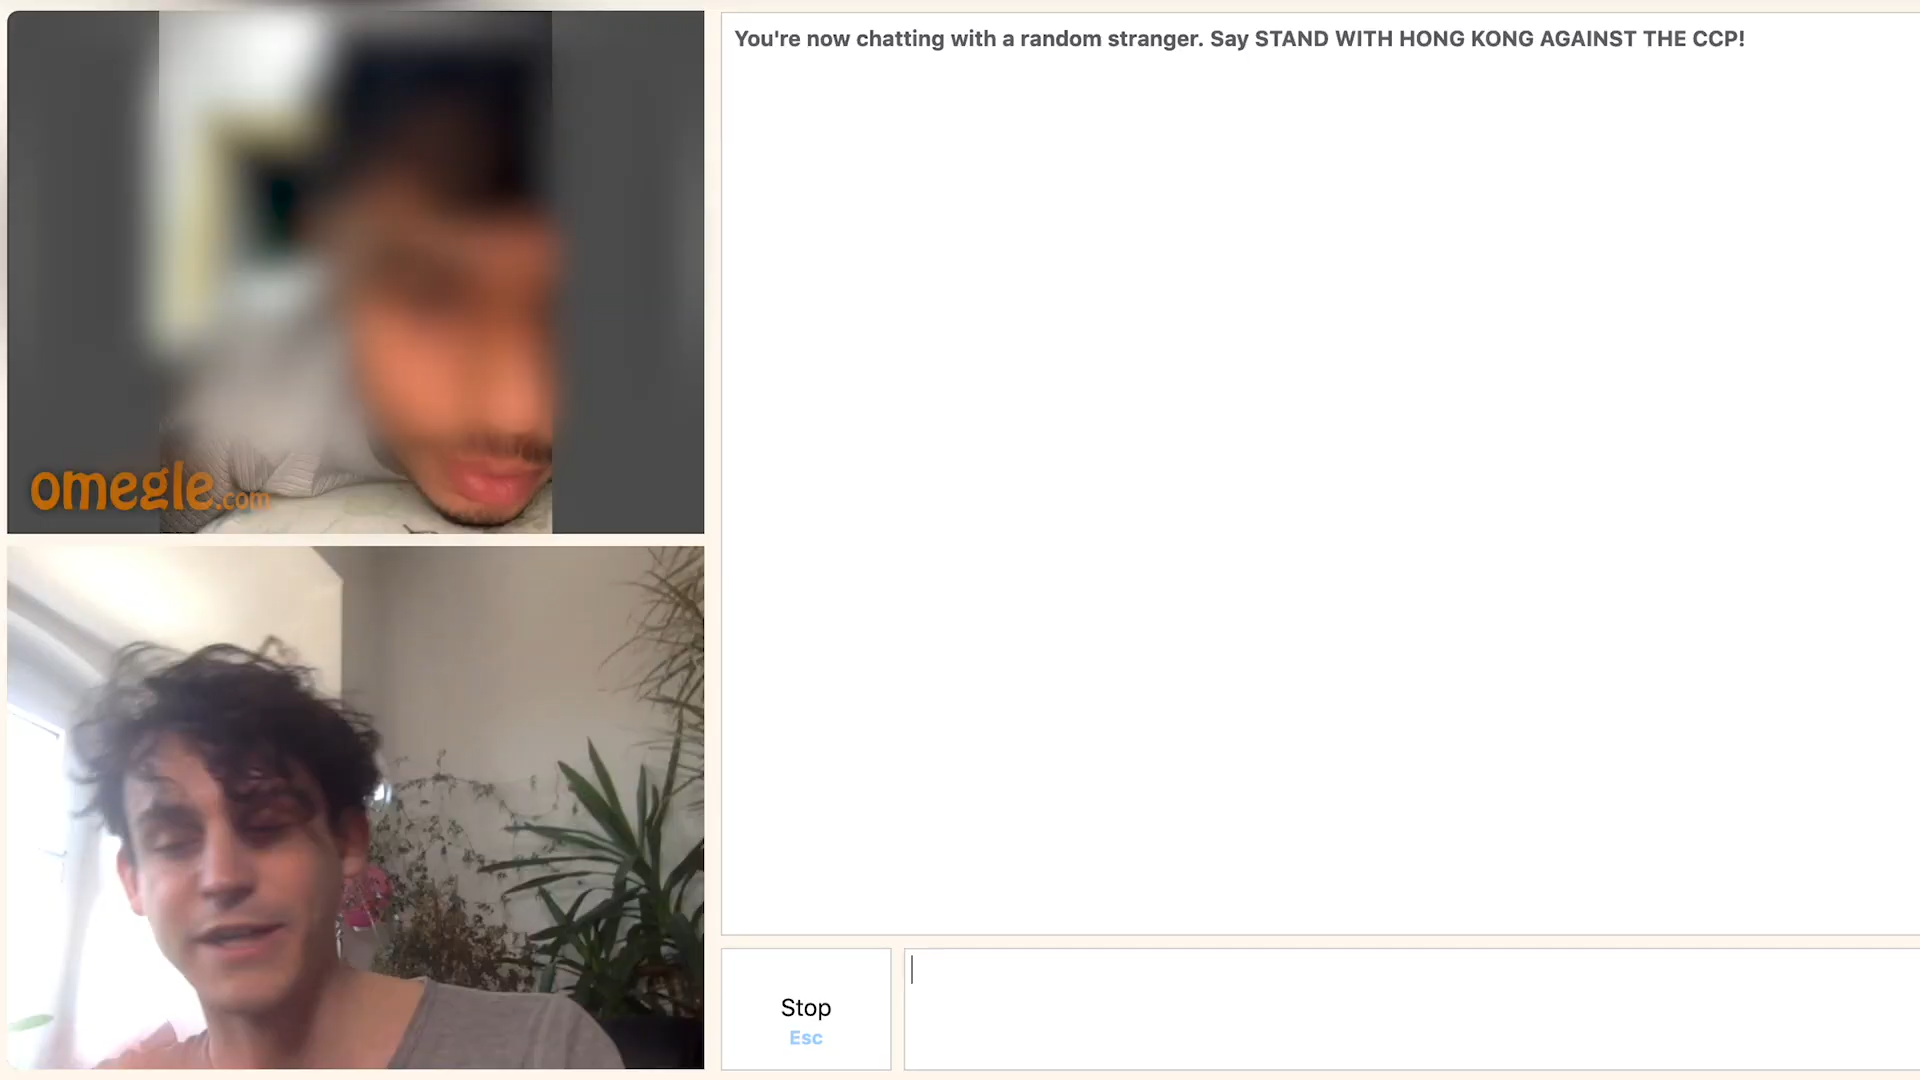 You're now chatting with a random stranger. Say STAND WITH HONG KONG AGAINST THE CCP!
omegle.com
Stop
Esc